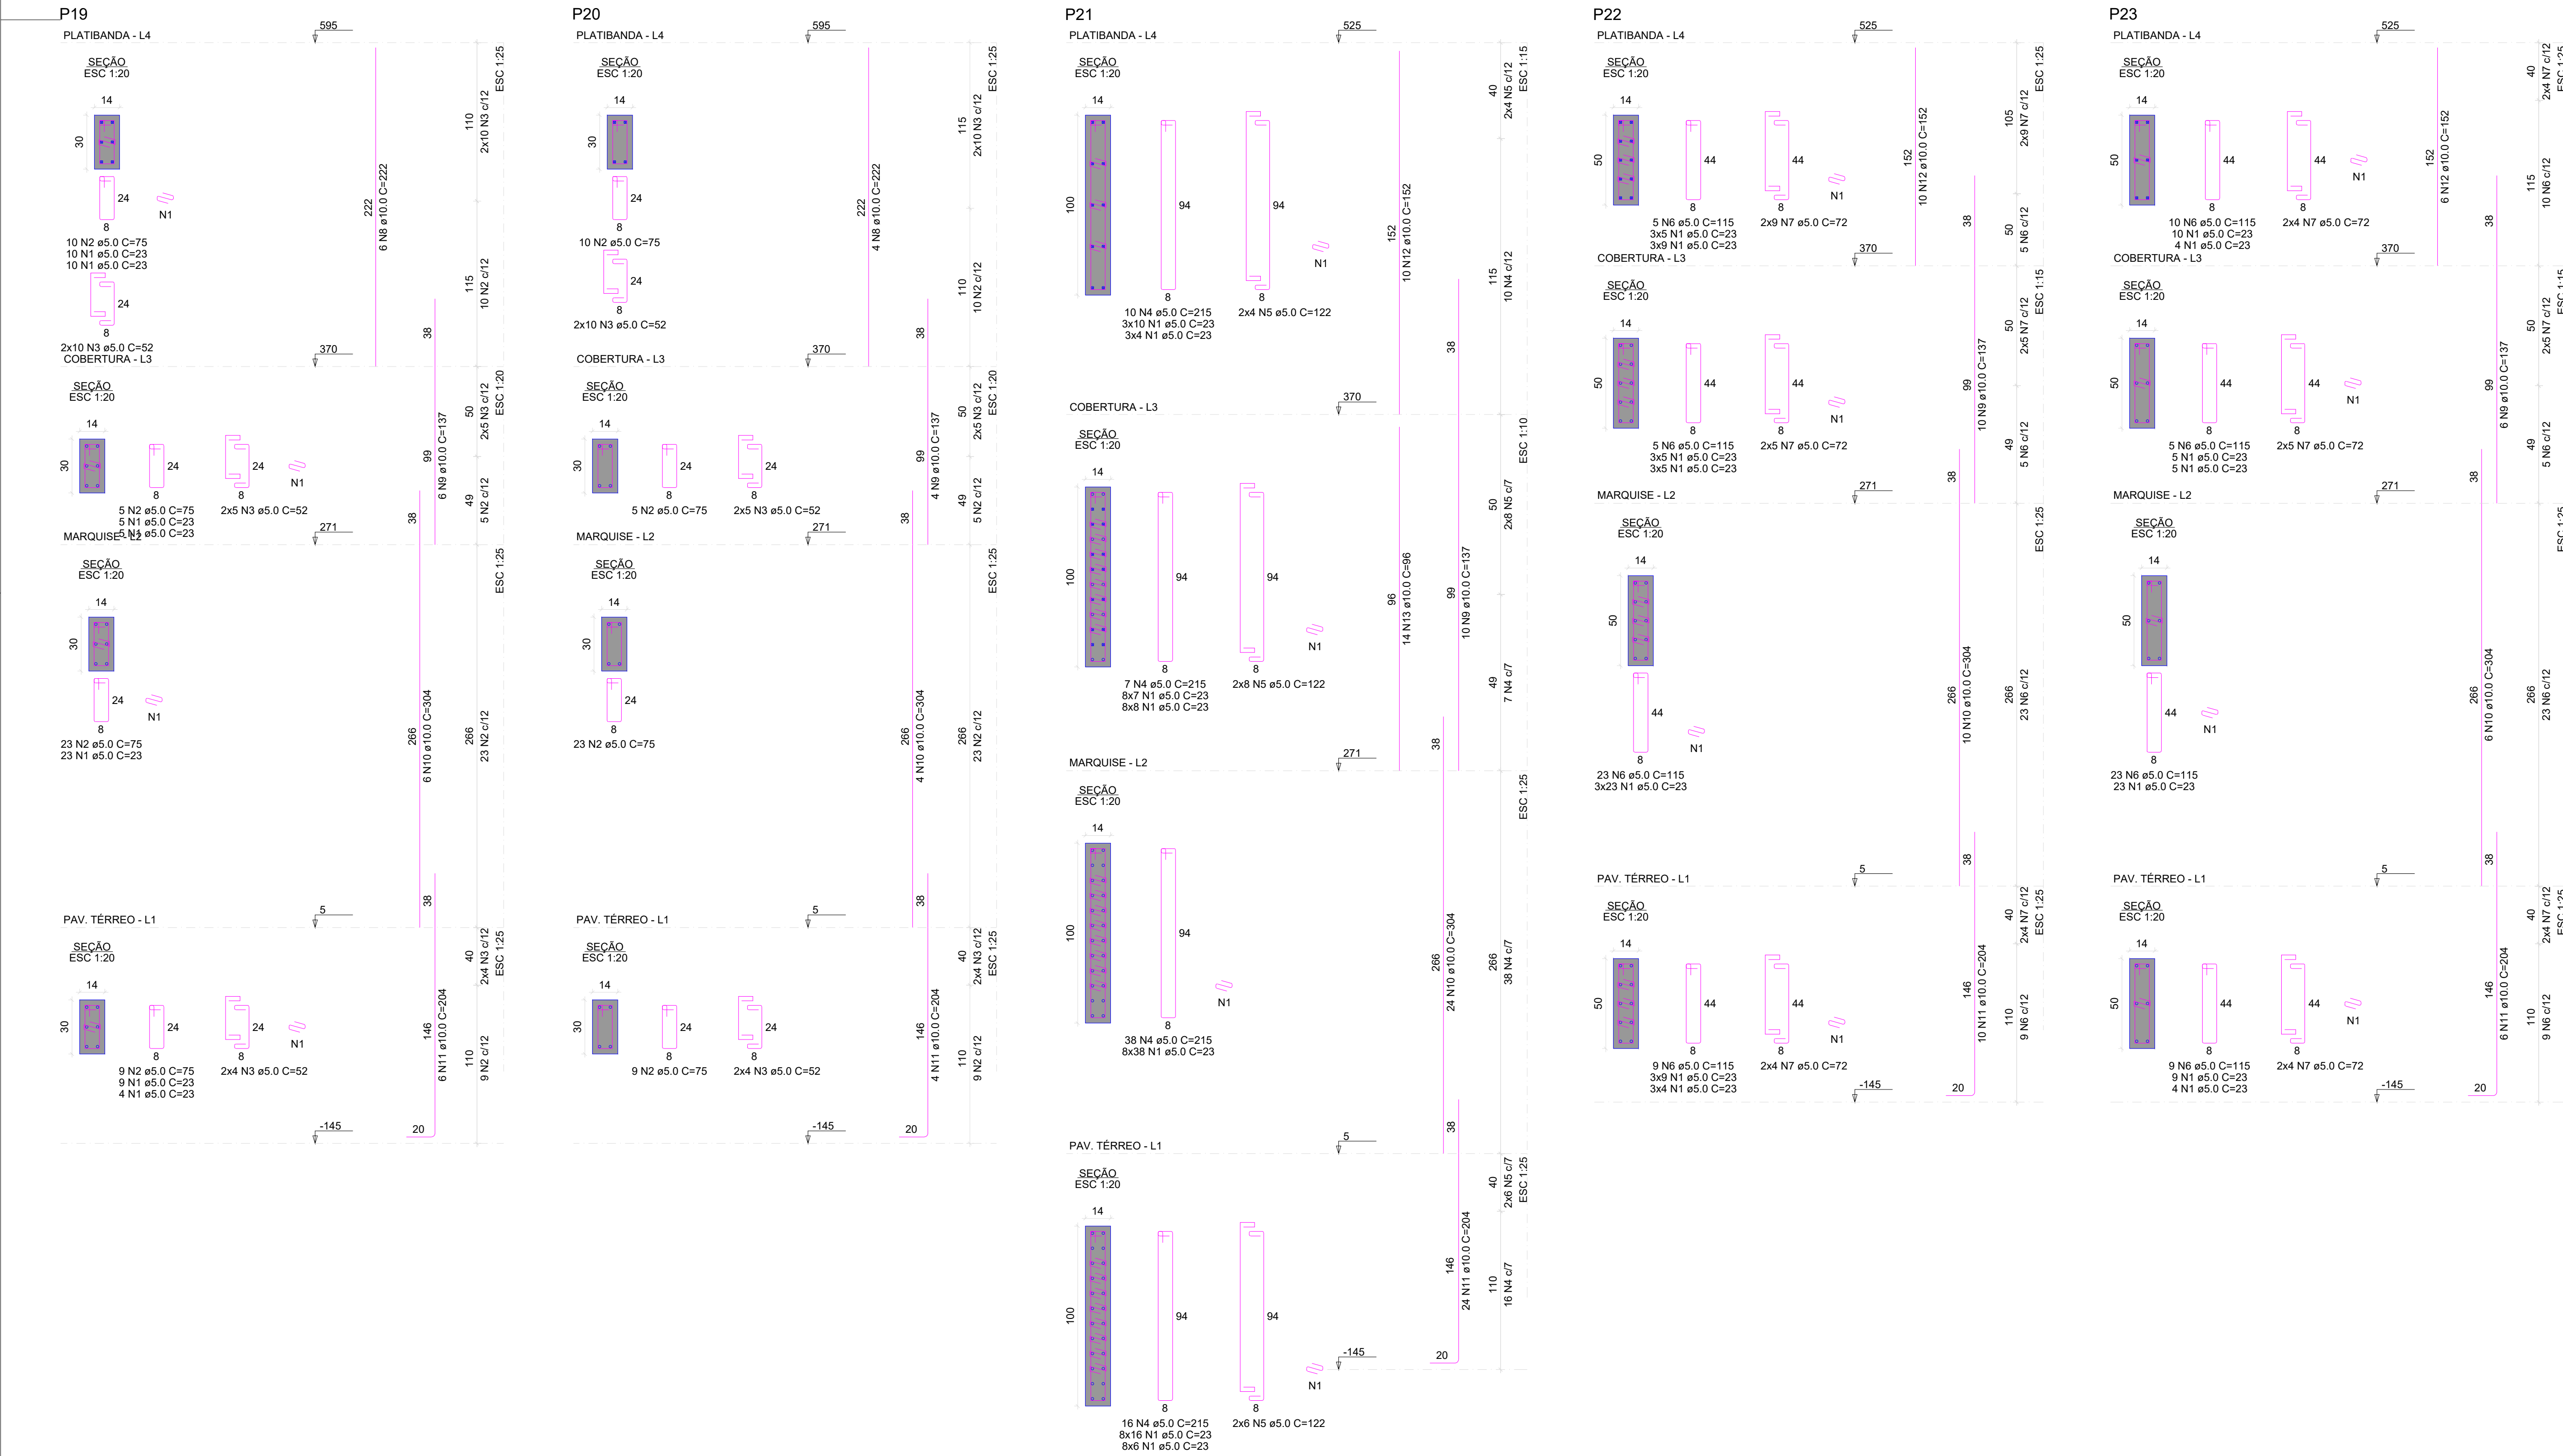 P19
PLATIBANDA - L4
595
SEÇÃO
ESC 1:20
14
30
24
8
N1
10 N2 ø5.0 C=75
10 N1 ø5.0 C=23
10 N1 ø5.0 C=23
24
8
2x10 N3 ø5.0 C=52
222
6 N8 ø10.0 C=222
110
2x10 N3 c/12
115
10 N2 c/12
ESC 1:25
38
COBERTURA - L3
370
SEÇÃO
ESC 1:20
14
30
24
8
24
8
N1
5 N2 ø5.0 C=75
5 N1 ø5.0 C=23
5 N1 ø5.0 C=23
2x5 N3 ø5.0 C=52
99
6 N9 ø10.0 C=137
50
2x5 N3 c/12
49
5 N2 c/12
ESC 1:20
38
MARQUISE - L2
271
SEÇÃO
ESC 1:20
14
30
24
8
N1
23 N2 ø5.0 C=75
23 N1 ø5.0 C=23
266
6 N10 ø10.0 C=304
266
23 N2 c/12
ESC 1:25
38
PAV. TÉRREO - L1
5
SEÇÃO
ESC 1:20
14
30
24
8
24
8
N1
9 N2 ø5.0 C=75
9 N1 ø5.0 C=23
4 N1 ø5.0 C=23
2x4 N3 ø5.0 C=52
146
6 N11 ø10.0 C=204
40
2x4 N3 c/12
110
9 N2 c/12
ESC 1:25
-145
20
P20
PLATIBANDA - L4
595
SEÇÃO
ESC 1:20
14
30
24
8
10 N2 ø5.0 C=75
24
8
2x10 N3 ø5.0 C=52
222
4 N8 ø10.0 C=222
115
2x10 N3 c/12
110
10 N2 c/12
ESC 1:25
38
COBERTURA - L3
370
SEÇÃO
ESC 1:20
14
30
24
8
24
8
5 N2 ø5.0 C=75
2x5 N3 ø5.0 C=52
99
4 N9 ø10.0 C=137
50
2x5 N3 c/12
49
5 N2 c/12
ESC 1:20
38
MARQUISE - L2
271
SEÇÃO
ESC 1:20
14
30
24
8
23 N2 ø5.0 C=75
266
4 N10 ø10.0 C=304
266
23 N2 c/12
ESC 1:25
38
PAV. TÉRREO - L1
5
SEÇÃO
ESC 1:20
14
30
24
8
24
8
9 N2 ø5.0 C=75
2x4 N3 ø5.0 C=52
146
4 N11 ø10.0 C=204
40
2x4 N3 c/12
110
9 N2 c/12
ESC 1:25
-145
20
P21
PLATIBANDA - L4
525
SEÇÃO
ESC 1:20
14
100
94
8
94
8
N1
10 N4 ø5.0 C=215
3x10 N1 ø5.0 C=23
3x4 N1 ø5.0 C=23
2x4 N5 ø5.0 C=122
152
10 N12 ø10.0 C=152
40
2x4 N5 c/12
115
10 N4 c/12
ESC 1:15
38
COBERTURA - L3
370
SEÇÃO
ESC 1:20
14
100
94
8
94
8
N1
7 N4 ø5.0 C=215
8x7 N1 ø5.0 C=23
8x8 N1 ø5.0 C=23
2x8 N5 ø5.0 C=122
96
14 N13 ø10.0 C=96
99
10 N9 ø10.0 C=137
50
2x8 N5 c/7
49
7 N4 c/7
ESC 1:10
38
MARQUISE - L2
271
SEÇÃO
ESC 1:20
14
100
94
8
N1
38 N4 ø5.0 C=215
8x38 N1 ø5.0 C=23
266
24 N10 ø10.0 C=304
266
38 N4 c/7
ESC 1:25
38
PAV. TÉRREO - L1
5
SEÇÃO
ESC 1:20
14
100
94
8
94
8
N1
16 N4 ø5.0 C=215
8x16 N1 ø5.0 C=23
8x6 N1 ø5.0 C=23
2x6 N5 ø5.0 C=122
146
24 N11 ø10.0 C=204
40
2x6 N5 c/7
110
16 N4 c/7
ESC 1:25
-145
20
P22
PLATIBANDA - L4
525
SEÇÃO
ESC 1:20
14
50
44
8
44
8
N1
5 N6 ø5.0 C=115
3x5 N1 ø5.0 C=23
3x9 N1 ø5.0 C=23
2x9 N7 ø5.0 C=72
152
10 N12 ø10.0 C=152
105
2x9 N7 c/12
50
5 N6 c/12
ESC 1:25
38
COBERTURA - L3
370
SEÇÃO
ESC 1:20
14
50
44
8
44
8
N1
5 N6 ø5.0 C=115
3x5 N1 ø5.0 C=23
3x5 N1 ø5.0 C=23
2x5 N7 ø5.0 C=72
99
10 N9 ø10.0 C=137
50
2x5 N7 c/12
49
5 N6 c/12
ESC 1:15
38
MARQUISE - L2
271
SEÇÃO
ESC 1:20
14
50
44
8
N1
23 N6 ø5.0 C=115
3x23 N1 ø5.0 C=23
266
10 N10 ø10.0 C=304
266
23 N6 c/12
ESC 1:25
38
PAV. TÉRREO - L1
5
SEÇÃO
ESC 1:20
14
50
44
8
44
8
N1
9 N6 ø5.0 C=115
3x9 N1 ø5.0 C=23
3x4 N1 ø5.0 C=23
2x4 N7 ø5.0 C=72
146
10 N11 ø10.0 C=204
40
2x4 N7 c/12
110
9 N6 c/12
ESC 1:25
-145
20
P23
PLATIBANDA - L4
525
SEÇÃO
ESC 1:20
14
50
44
8
44
8
N1
10 N6 ø5.0 C=115
10 N1 ø5.0 C=23
4 N1 ø5.0 C=23
2x4 N7 ø5.0 C=72
152
6 N12 ø10.0 C=152
40
2x4 N7 c/12
115
10 N6 c/12
ESC 1:25
38
COBERTURA - L3
370
SEÇÃO
ESC 1:20
14
50
44
8
44
8
N1
5 N6 ø5.0 C=115
5 N1 ø5.0 C=23
5 N1 ø5.0 C=23
2x5 N7 ø5.0 C=72
99
6 N9 ø10.0 C=137
50
2x5 N7 c/12
49
5 N6 c/12
ESC 1:15
38
MARQUISE - L2
271
SEÇÃO
ESC 1:20
14
50
44
8
N1
23 N6 ø5.0 C=115
23 N1 ø5.0 C=23
266
6 N10 ø10.0 C=304
266
23 N6 c/12
ESC 1:25
38
PAV. TÉRREO - L1
5
SEÇÃO
ESC 1:20
14
50
44
8
44
8
N1
9 N6 ø5.0 C=115
9 N1 ø5.0 C=23
4 N1 ø5.0 C=23
2x4 N7 ø5.0 C=72
146
6 N11 ø10.0 C=204
40
2x4 N7 c/12
110
9 N6 c/12
ESC 1:25
-145
20